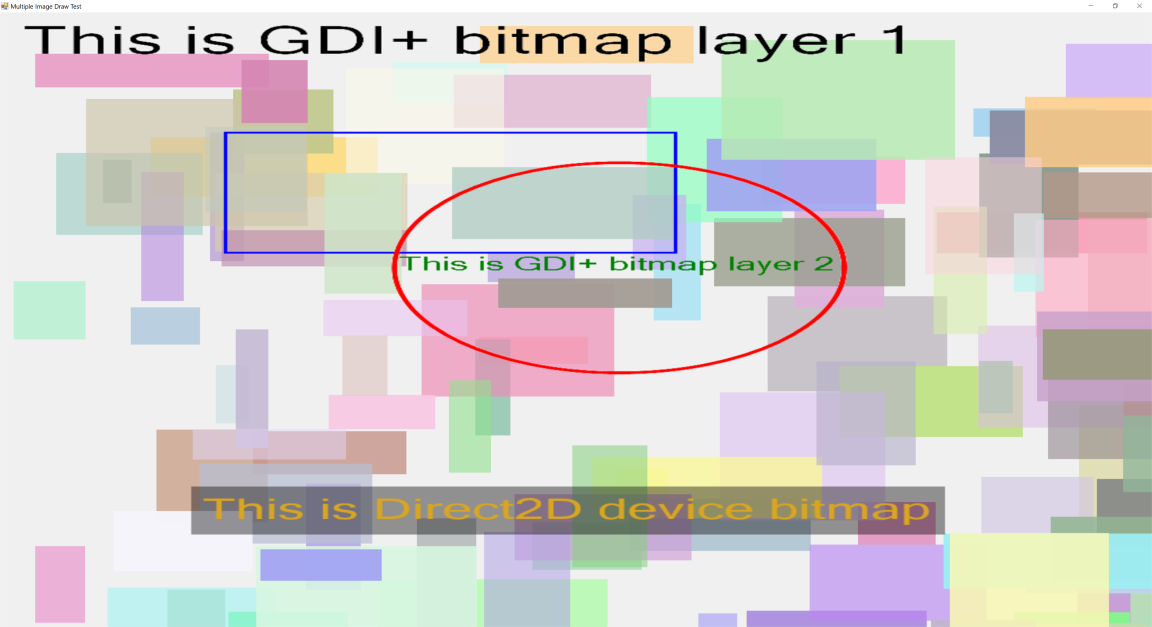 Multiple Image Draw Test
This is GDI+ bitmap layer 1
This is GDI+ bitmap layer 2
This is Direct2D device bitmap